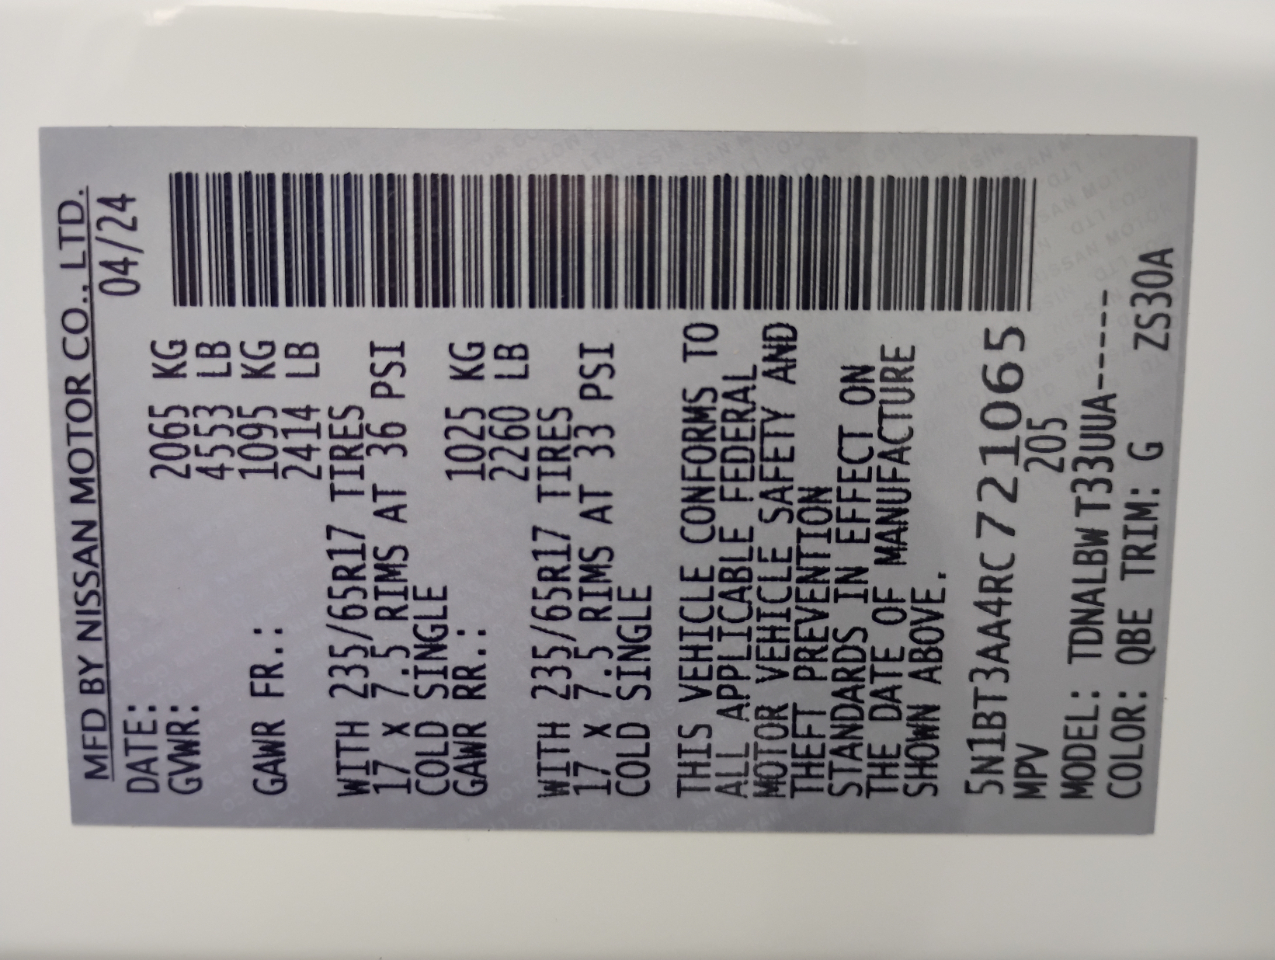 MFD BY NISSAN MOTOR CO., LTD.
DATE: 04/24
GVWR: 2065 KG
4553 LB
GAWR FR.: 1095 KG
2414 LB
WITH 235/65R17 TIRES
17 X 7.5 RIMS AT 36 PSI
COLD SINGLE
GAWR RR.: 1025 KG
2260 LB
WITH 235/65R17 TIRES
17 X 7.5 RIMS AT 33 PSI
COLD SINGLE
THIS VEHICLE CONFORMS TO
ALL APPLICABLE FEDERAL
MOTOR VEHICLE SAFETY AND
THEFT PREVENTION
STANDARDS IN EFFECT ON
THE DATE OF MANUFACTURE
SHOWN ABOVE.
5N1BT3AA4RC721065
MPV 205
MODEL: TDNALBWT33UUA-----
COLOR: QBE TRIM: G ZS30A